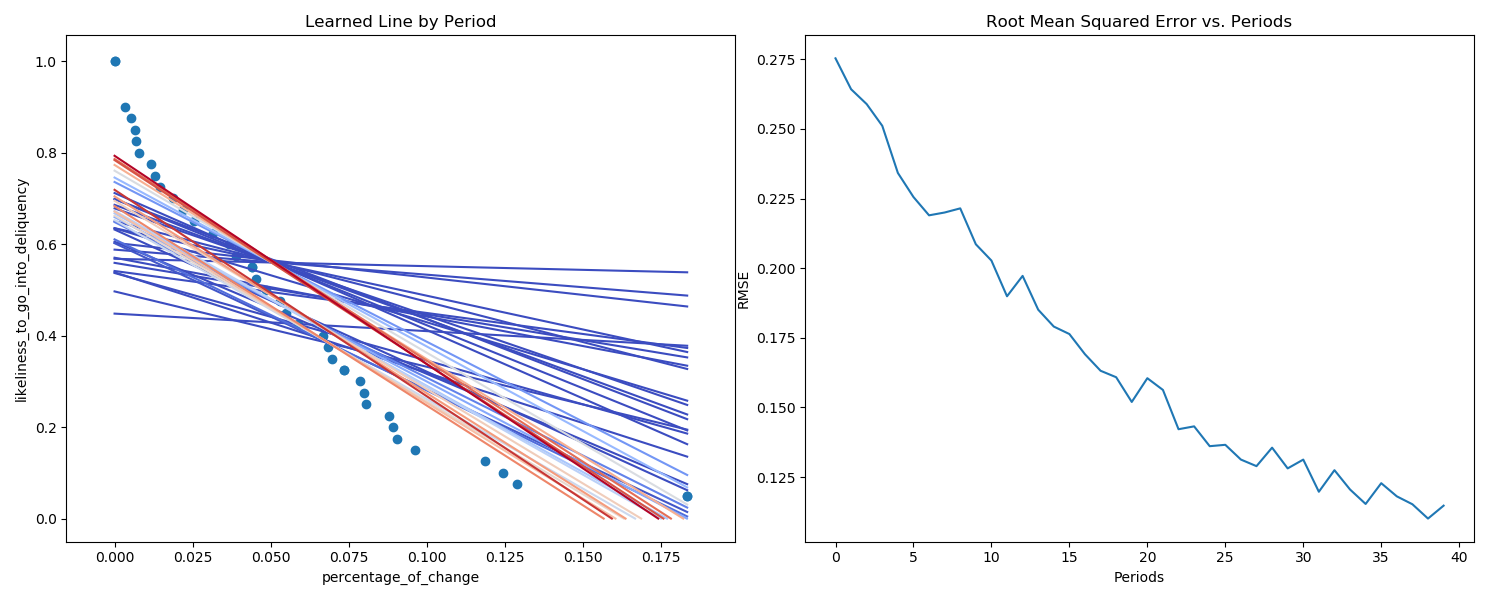 Learned Line by Period
likeliness_to_go_into_deliquency
1.0
0.8
0.6
0.4
0.2
0.0
0.000 0.025 0.050 0.075 0.100 0.125 0.150 0.175
percentage_of_change
Root Mean Squared Error vs. Periods
RMSE
0.275
0.250
0.225
0.200
0.175
0.150
0.125
0 5 10 15 20 25 30 35 40
Periods